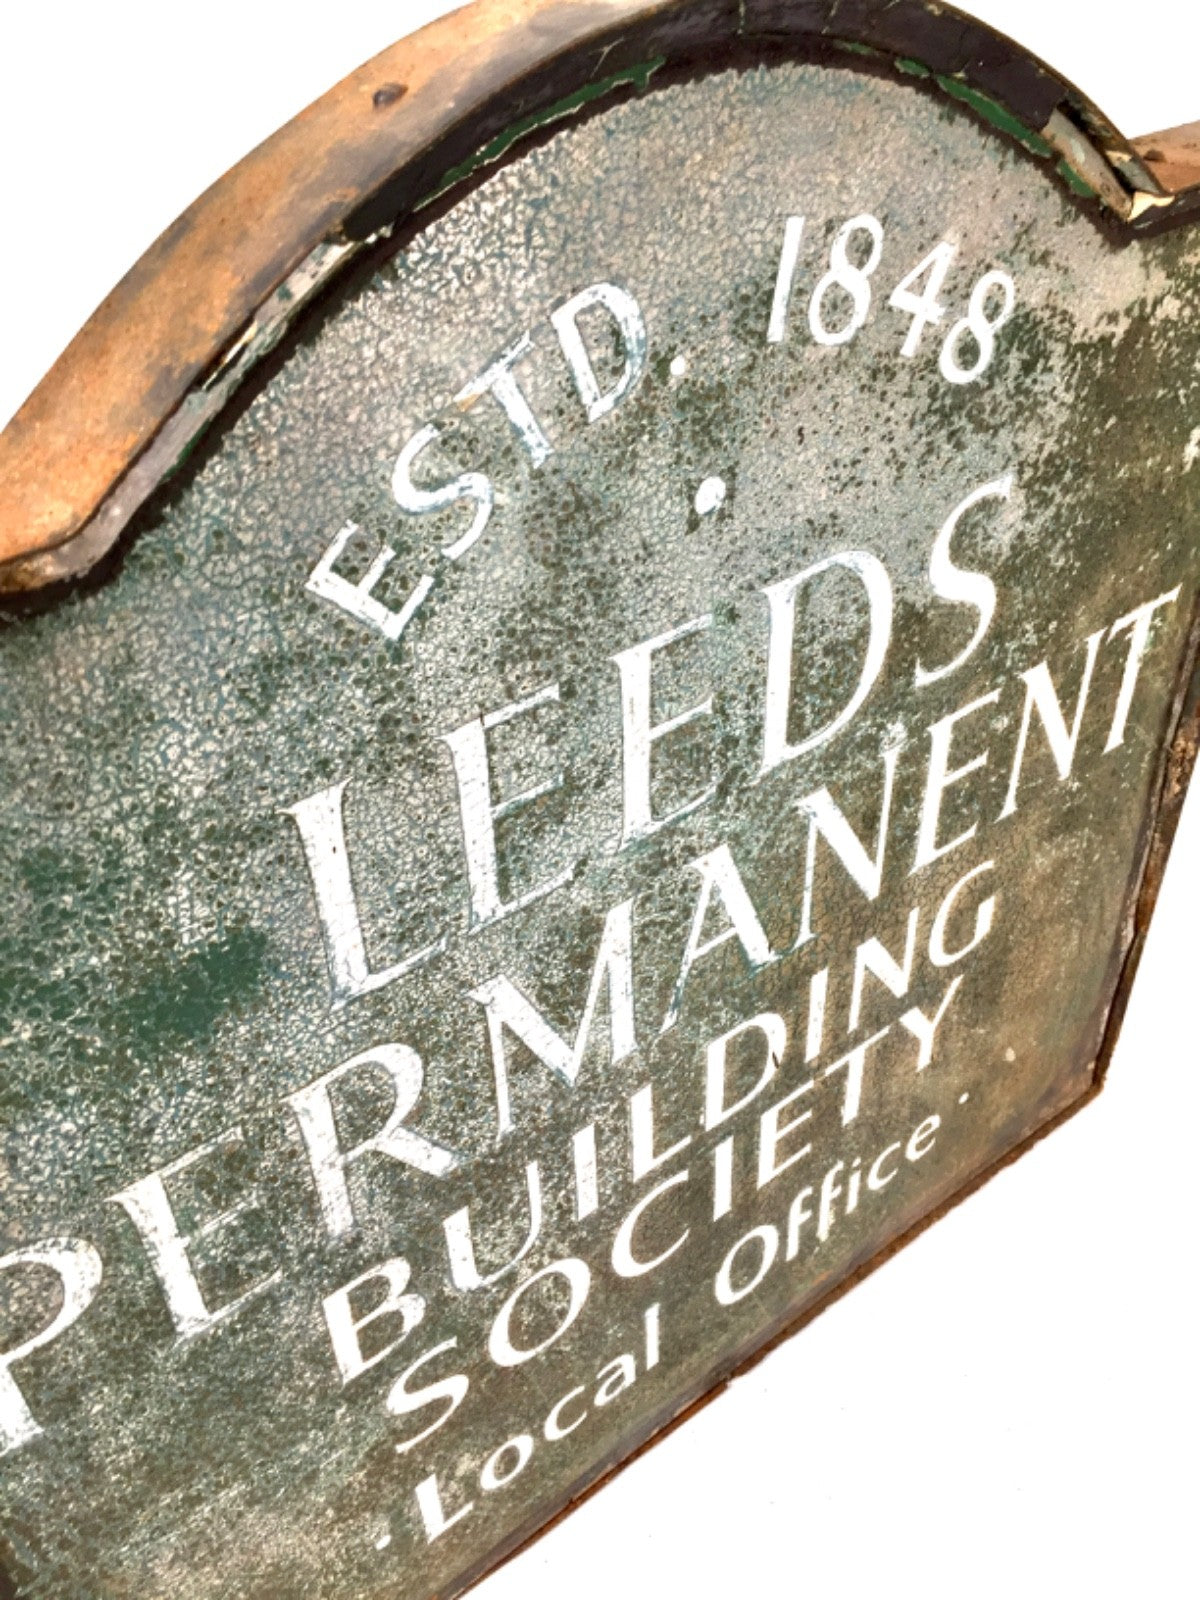 ESTD. 1848
.
LEEDS
PERMANENT
BUILDING
SOCIETY
· Local Office ·